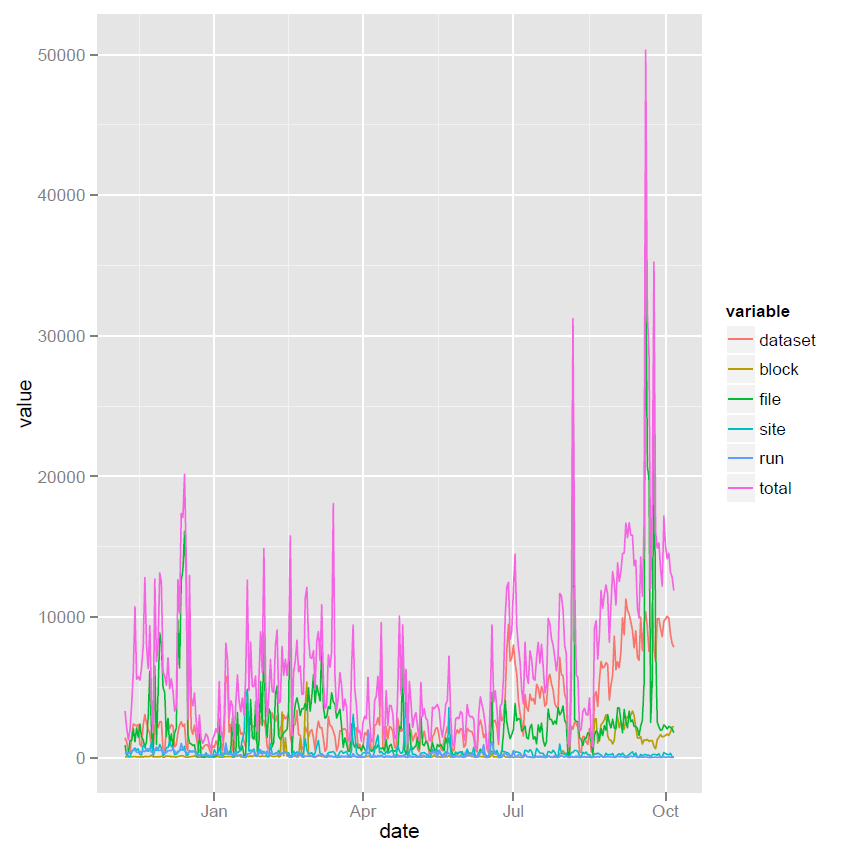 50000
40000
30000
20000
10000
0
value
Jan
Apr
Jul
Oct
date
variable
dataset
block
file
site
run
total